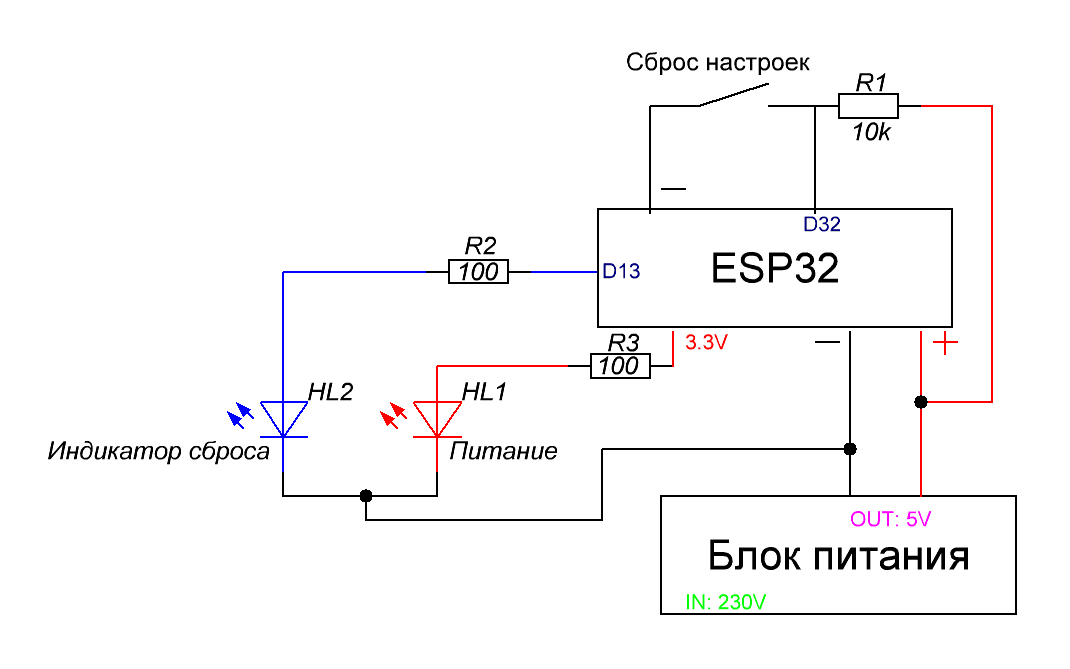 Сброс настроек
R1
10k
—
D32
R2
100
D13
ESP32
R3
100
3.3V
—
+
HL2
HL1
Индикатор сброса
Питание
OUT: 5V
Блок питания
IN: 230V